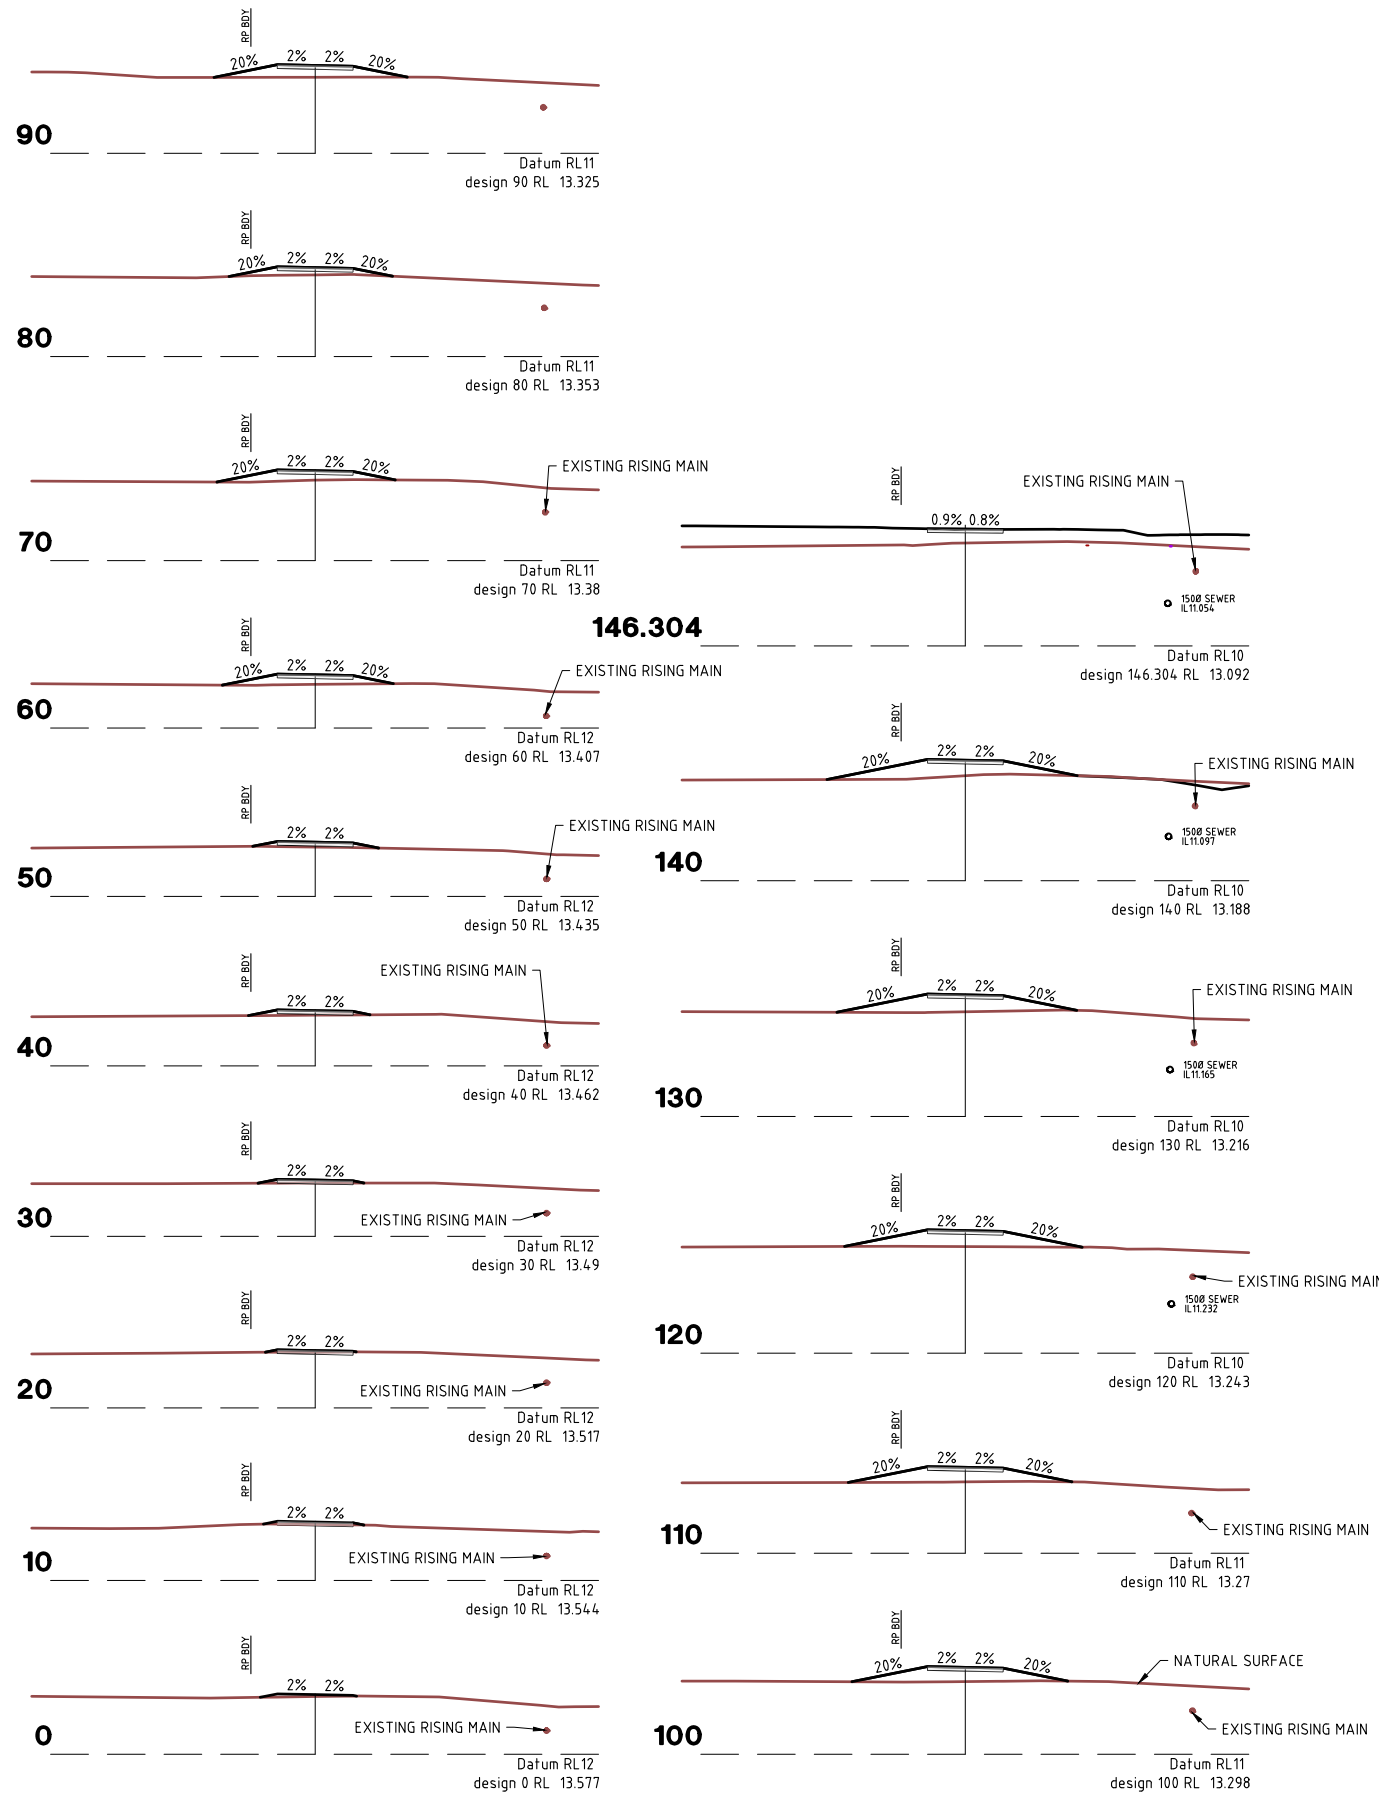 RP BDY
20% 2% 2% 20%
90
Datum RL11
design 90 RL 13.325
RP BDY
20% 2% 2% 20%
80
Datum RL11
design 80 RL 13.353
RP BDY
20% 2% 2% 20%
EXISTING RISING MAIN
70
Datum RL11
design 70 RL 13.38
RP BDY
20% 2% 2% 20%
EXISTING RISING MAIN
60
Datum RL12
design 60 RL 13.407
RP BDY
2% 2%
EXISTING RISING MAIN
50
Datum RL12
design 50 RL 13.435
RP BDY
EXISTING RISING MAIN
2% 2%
40
Datum RL12
design 40 RL 13.462
RP BDY
2% 2%
30
EXISTING RISING MAIN
Datum RL12
design 30 RL 13.49
RP BDY
2% 2%
20
EXISTING RISING MAIN
Datum RL12
design 20 RL 13.517
RP BDY
2% 2%
10
EXISTING RISING MAIN
Datum RL12
design 10 RL 13.544
RP BDY
2% 2%
0
EXISTING RISING MAIN
Datum RL12
design 0 RL 13.577
RP BDY
EXISTING RISING MAIN
0.9% 0.8%
150Ø SEWER
IL11.054
146.304
Datum RL10
design 146.304 RL 13.092
RP BDY
20% 2% 2% 20%
EXISTING RISING MAIN
150Ø SEWER
IL11.097
140
Datum RL10
design 140 RL 13.188
RP BDY
20% 2% 2% 20%
EXISTING RISING MAIN
150Ø SEWER
IL11.165
130
Datum RL10
design 130 RL 13.216
RP BDY
20% 2% 2% 20%
EXISTING RISING MAIN
150Ø SEWER
IL11.232
120
Datum RL10
design 120 RL 13.243
RP BDY
20% 2% 2% 20%
110
EXISTING RISING MAIN
Datum RL11
design 110 RL 13.27
RP BDY
20% 2% 2% 20%
NATURAL SURFACE
100
EXISTING RISING MAIN
Datum RL11
design 100 RL 13.298